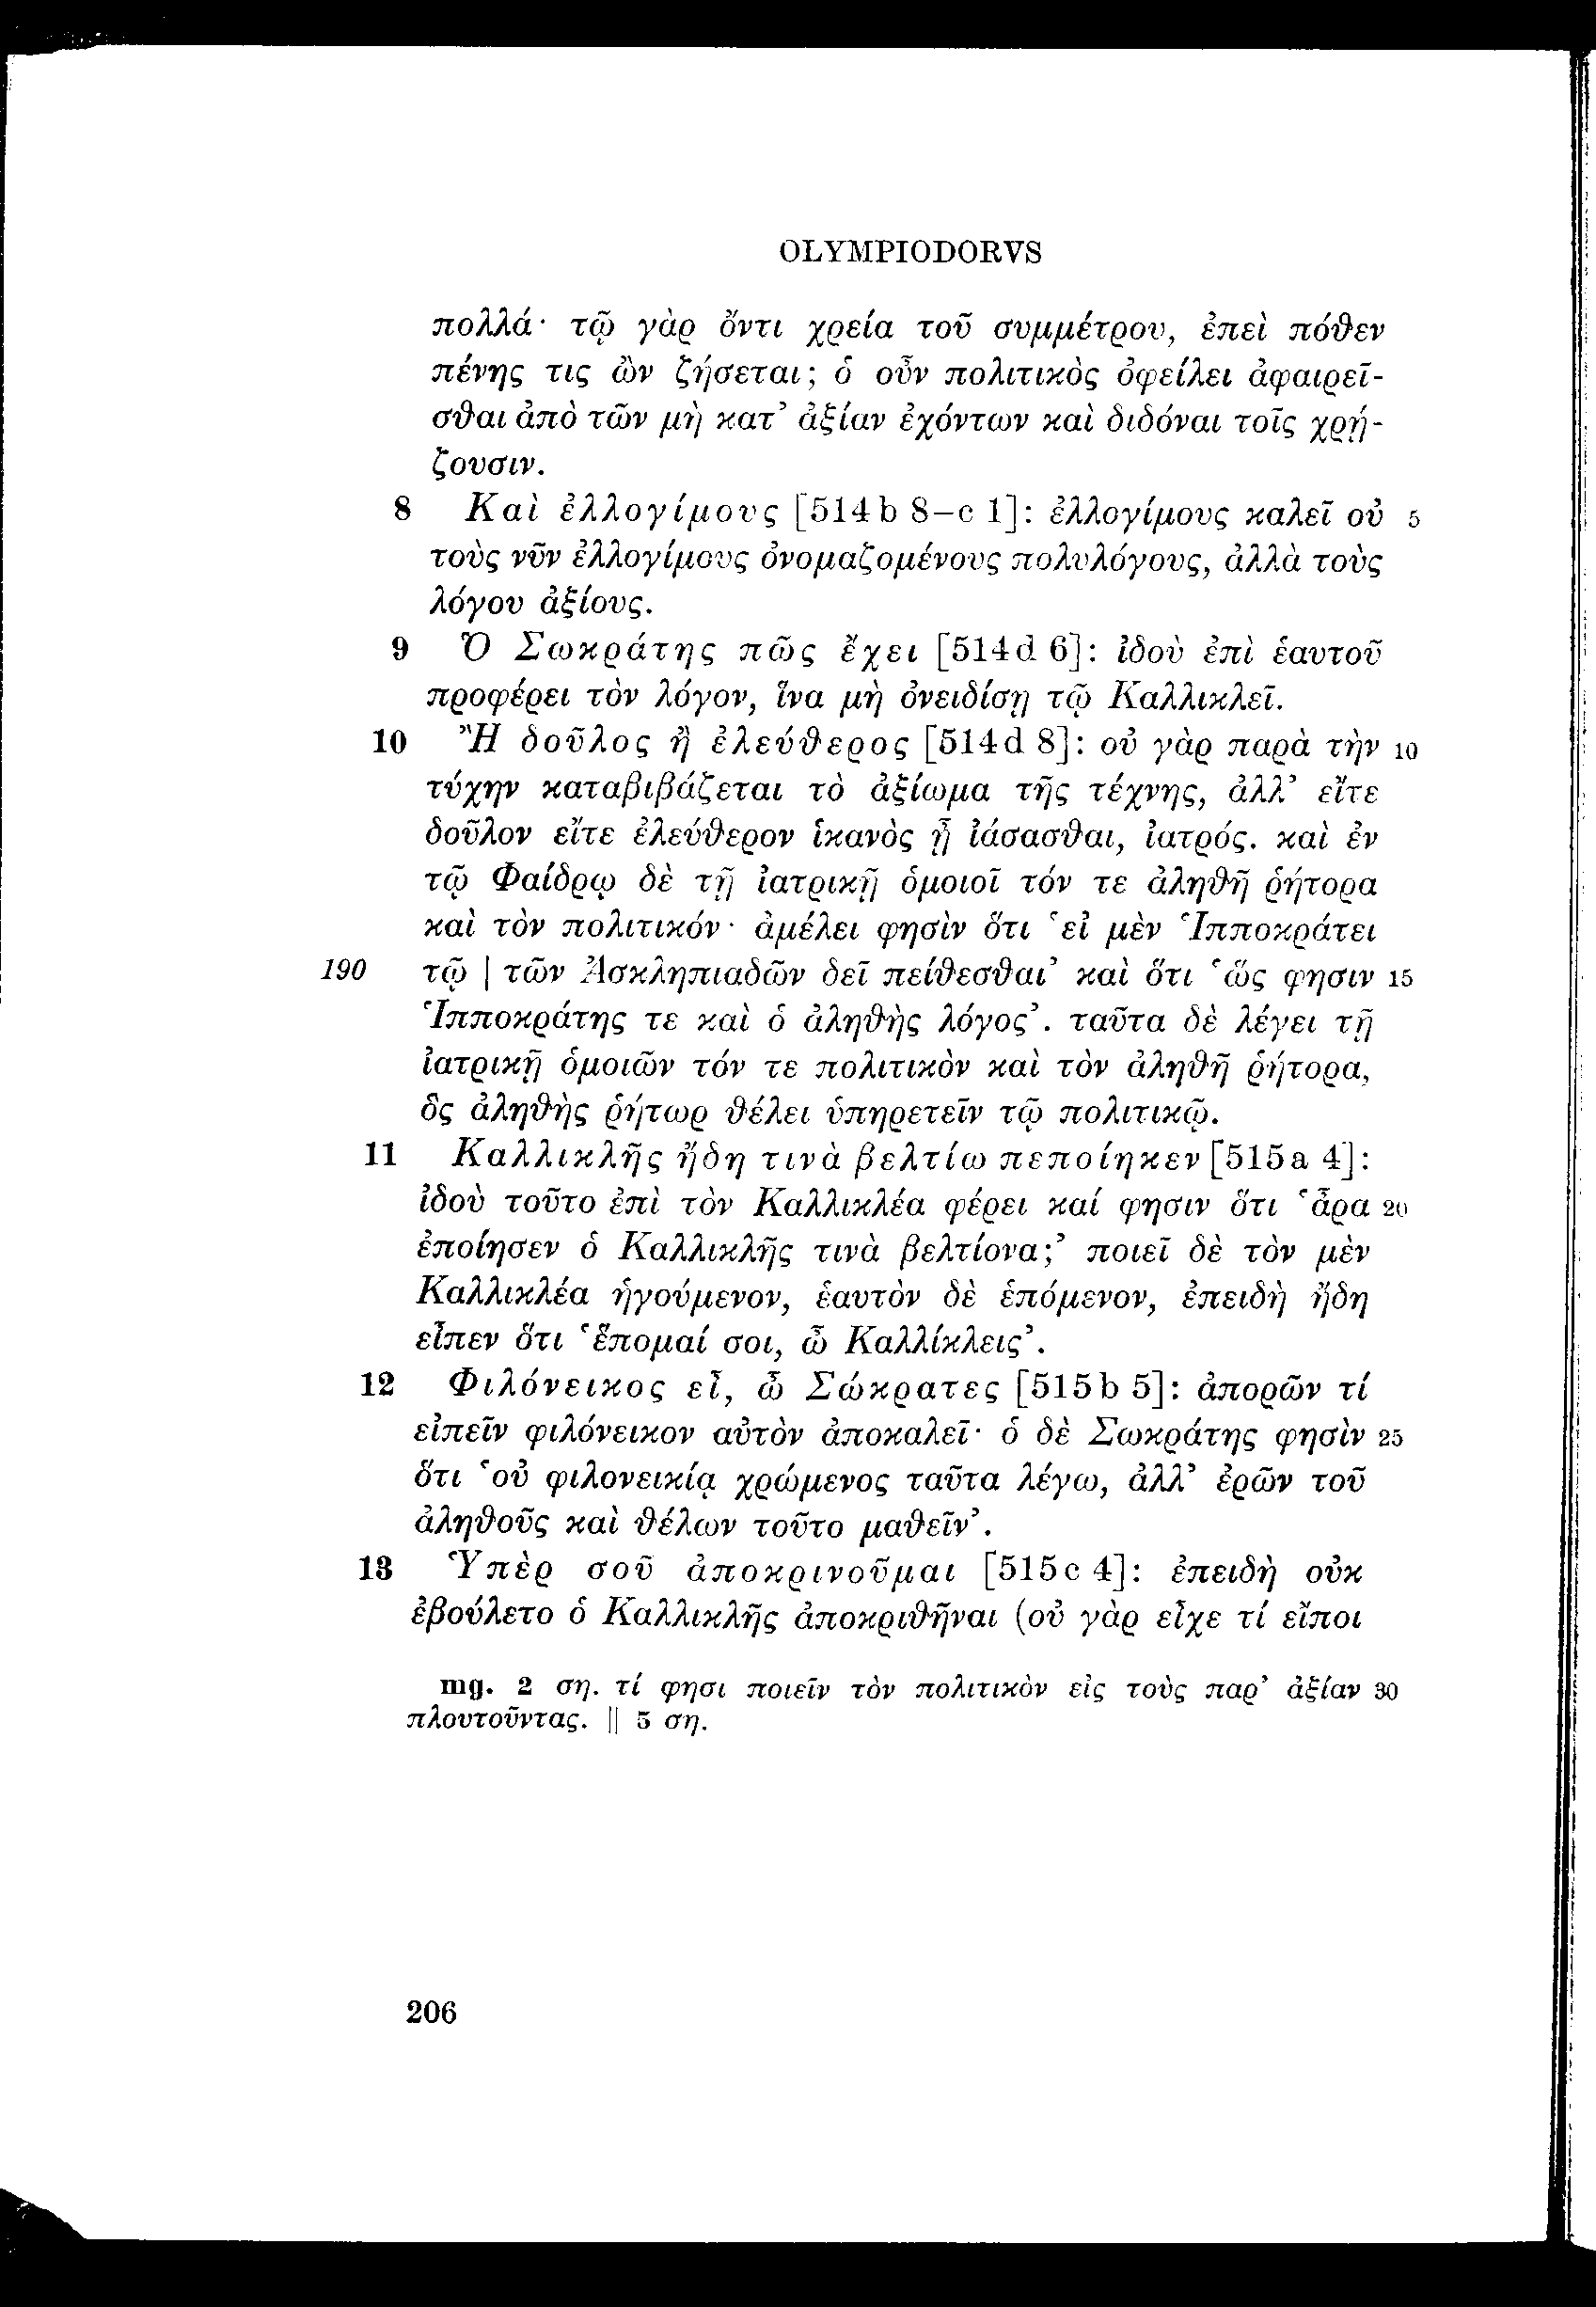 OLYMPIODORVS
πολλά· τῷ γὰρ ὄντι χρεία τοῦ συμμέτρου, ἐπεὶ πόθεν
πένης τις ὢν ζήσεται; ὁ οὖν πολιτικὸς ὀφείλει ἀφαιρεῖ-
σθαι ἀπὸ τῶν μὴ κατ’ ἀξίαν ἐχόντων καὶ διδόναι τοῖς χρῄ-
ζουσιν.
8 Καὶ ἐλλογίμους [514b 8–c 1]: ἐλλογίμους καλεῖ οὐ 5
τοὺς νῦν ἐλλογίμους ὀνομαζομένους πολυλόγους, ἀλλὰ τοὺς
λόγου ἀξίους.
9 Ὁ Σωκράτης πῶς ἔχει [514d 6]: ἰδοὺ ἐπὶ ἑαυτοῦ
προφέρει τὸν λόγον, ἵνα μὴ ὀνειδίσῃ τῷ Καλλικλεῖ.
10 Ἢ δοῦλος ἢ ἐλεύθερος [514d 8]: οὐ γὰρ παρὰ τὴν 10
τύχην καταβιβάζεται τὸ ἀξίωμα τῆς τέχνης, ἀλλ’ εἴτε
δοῦλον εἴτε ἐλεύθερον ἱκανὸς ᾖ ἰάσασθαι, ἰατρός. καὶ ἐν
τῷ Φαίδρῳ δὲ τῇ ἰατρικῇ ὁμοιοῖ τόν τε ἀληθῆ ῥήτορα
καὶ τὸν πολιτικόν· ἀμέλει φησὶν ὅτι ‘εἰ μὲν Ἱπποκράτει
190 τῷ | τῶν Ἀσκληπιαδῶν δεῖ πείθεσθαι’ καὶ ὅτι ‘ὥς φησιν 15
Ἱπποκράτης τε καὶ ὁ ἀληθὴς λόγος’. ταῦτα δὲ λέγει τῇ
ἰατρικῇ ὁμοιῶν τόν τε πολιτικὸν καὶ τὸν ἀληθῆ ῥήτορα,
ὃς ἀληθὴς ῥήτωρ θέλει ὑπηρετεῖν τῷ πολιτικῷ.
11 Καλλικλῆς ἤδη τινὰ βελτίω πεποίηκεν [515a 4]:
ἰδοὺ τοῦτο ἐπὶ τὸν Καλλικλέα φέρει καί φησιν ὅτι ‘ἆρα 20
ἐποίησεν ὁ Καλλικλῆς τινὰ βελτίονα;’ ποιεῖ δὲ τὸν μὲν
Καλλικλέα ἡγούμενον, ἑαυτὸν δὲ ἑπόμενον, ἐπειδὴ ἤδη
εἶπεν ὅτι ‘ἕπομαί σοι, ὦ Καλλίκλεις’.
12 Φιλόνεικος εἶ, ὦ Σώκρατες [515b 5]: ἀπορῶν τί
εἰπεῖν φιλόνεικον αὐτὸν ἀποκαλεῖ· ὁ δὲ Σωκράτης φησὶν 25
ὅτι ‘οὐ φιλονεικίᾳ χρώμενος ταῦτα λέγω, ἀλλ’ ἐρῶν τοῦ
ἀληθοῦς καὶ θέλων τοῦτο μαθεῖν’.
13 Ὑπὲρ σοῦ ἀποκρινοῦμαι [515c 4]: ἐπειδὴ οὐκ
ἐβούλετο ὁ Καλλικλῆς ἀποκριθῆναι (οὐ γὰρ εἶχε τί εἴποι
mg. 2 ση. τί φησι ποιεῖν τὸν πολιτικὸν εἰς τοὺς παρ’ ἀξίαν 30
πλουτοῦντας. || 5 ση.
206